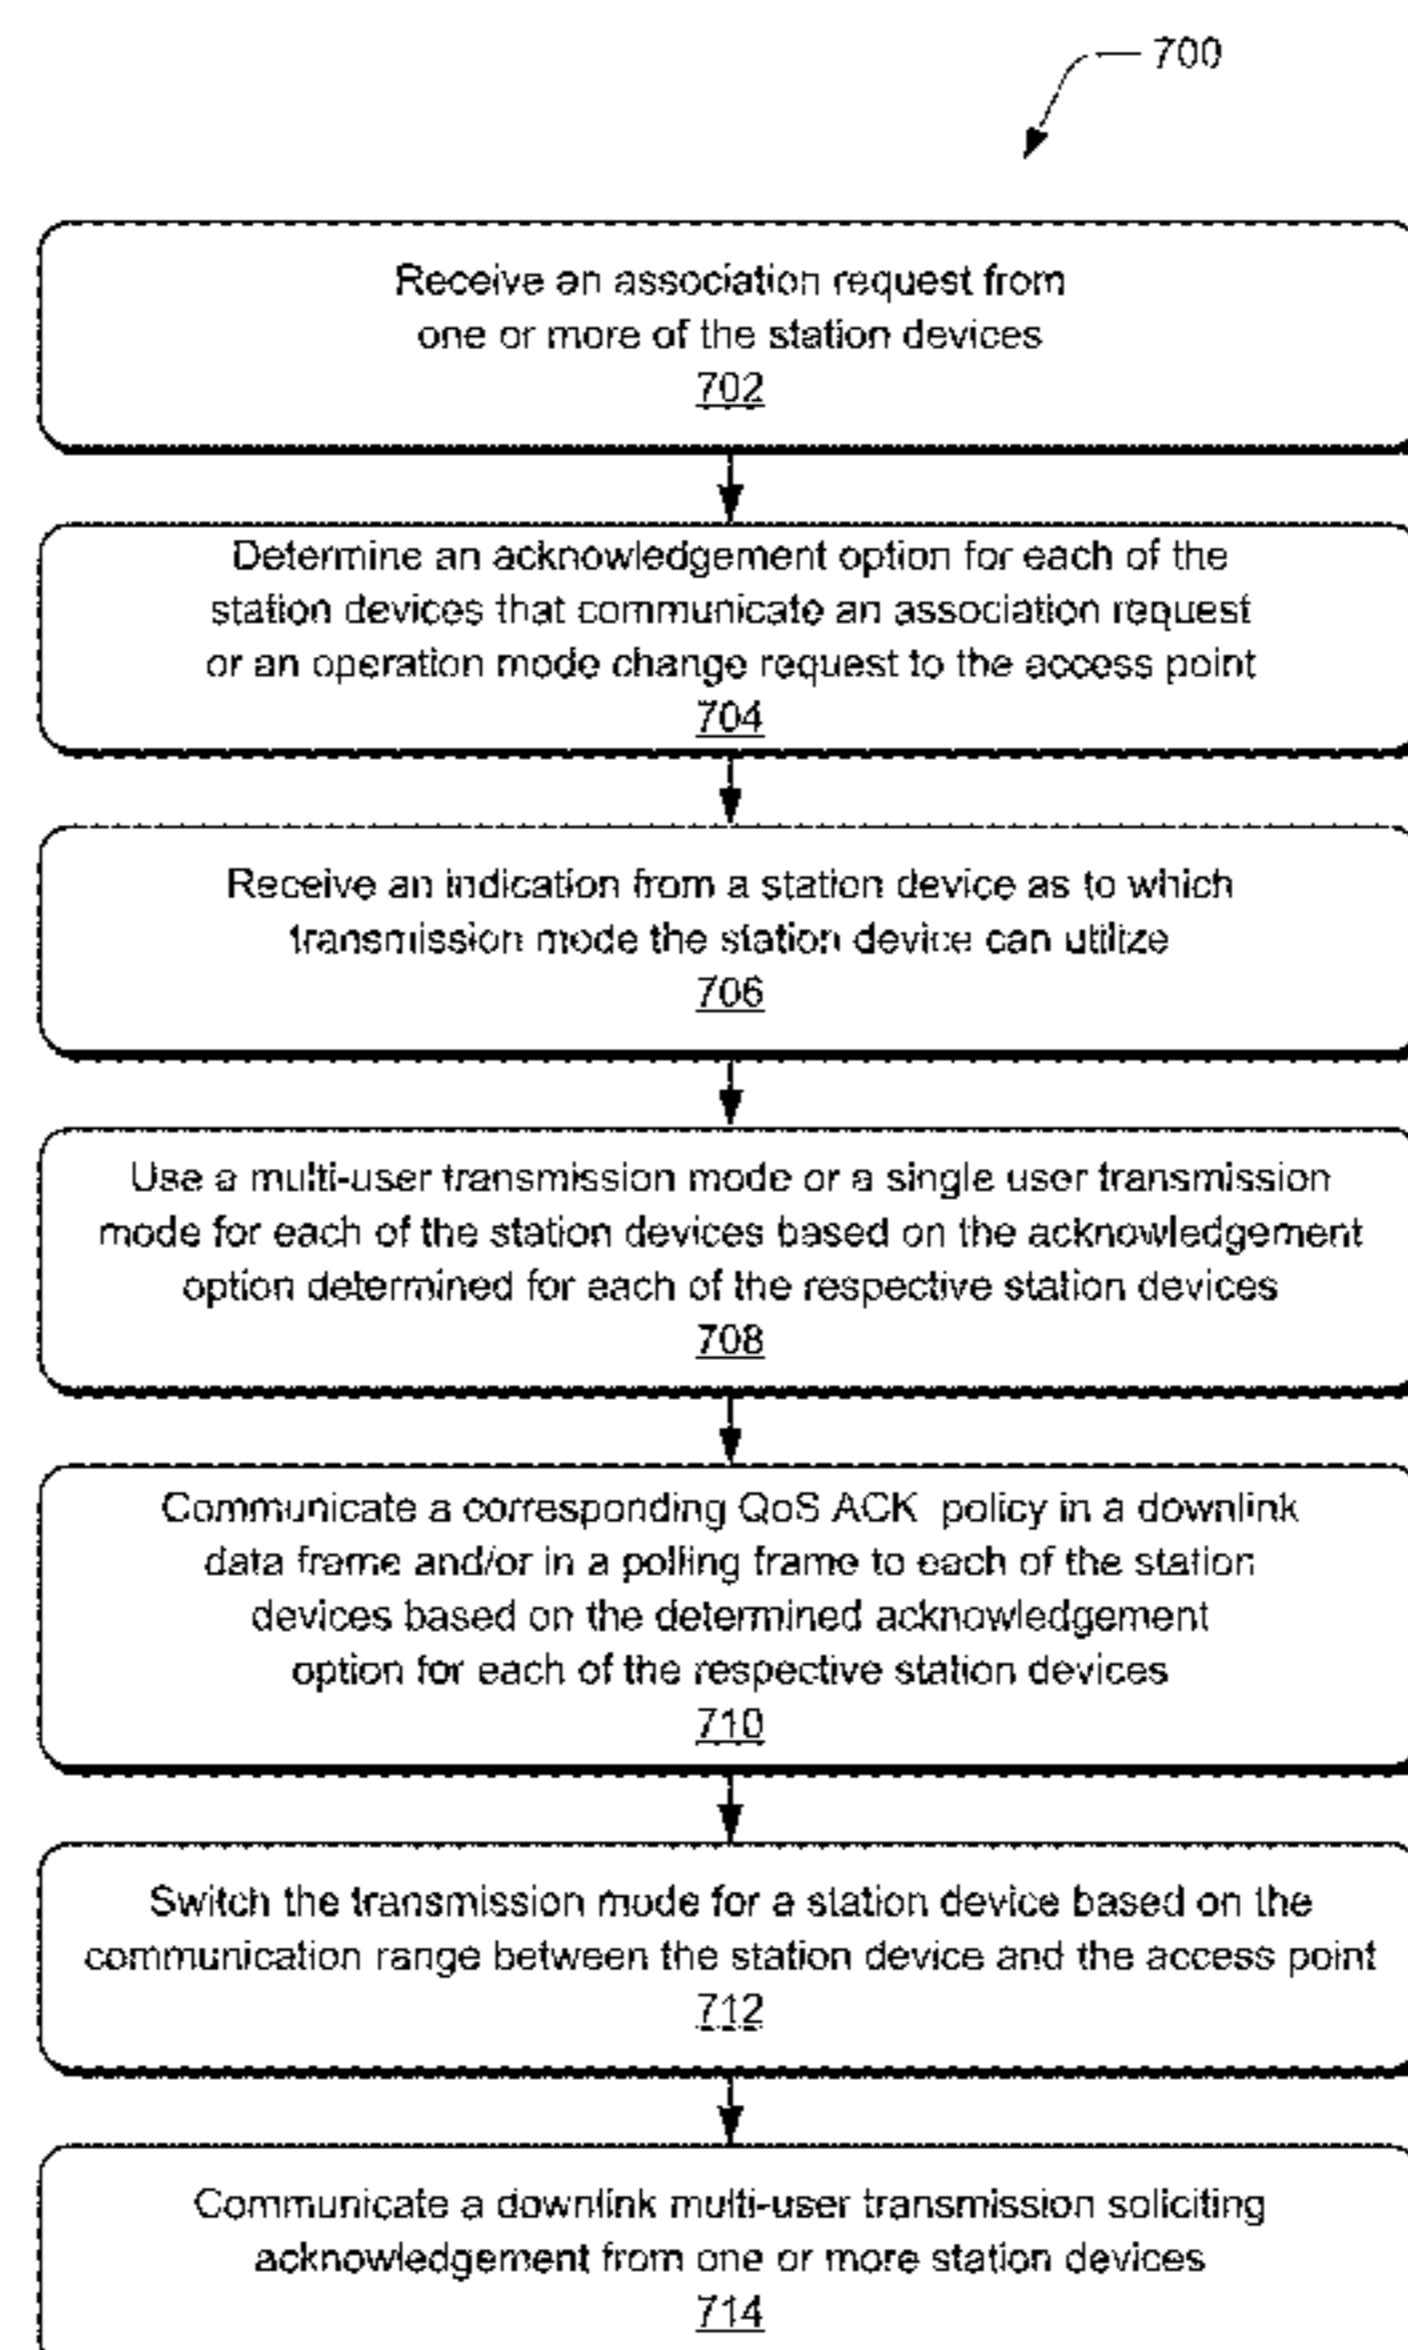 700
Receive an association request from
one or more of the station devices
702
Determine an acknowledgement option for each of the
station devices that communicate an association request
or an operation mode change request to the access point
704
Receive an indication from a station device as to which
transmission mode the station device can utilize
706
Use a multi-user transmission mode or a single user transmission
mode for each of the station devices based on the acknowledgement
option determined for each of the respective station devices
708
Communicate a corresponding QoS ACK policy in a downlink
data frame and/or in a polling frame to each of the station
devices based on the determined acknowledgement
option for each of the respective station devices
710
Switch the transmission mode for a station device based on the
communication range between the station device and the access point
712
Communicate a downlink multi-user transmission soliciting
acknowledgement from one or more station devices
714